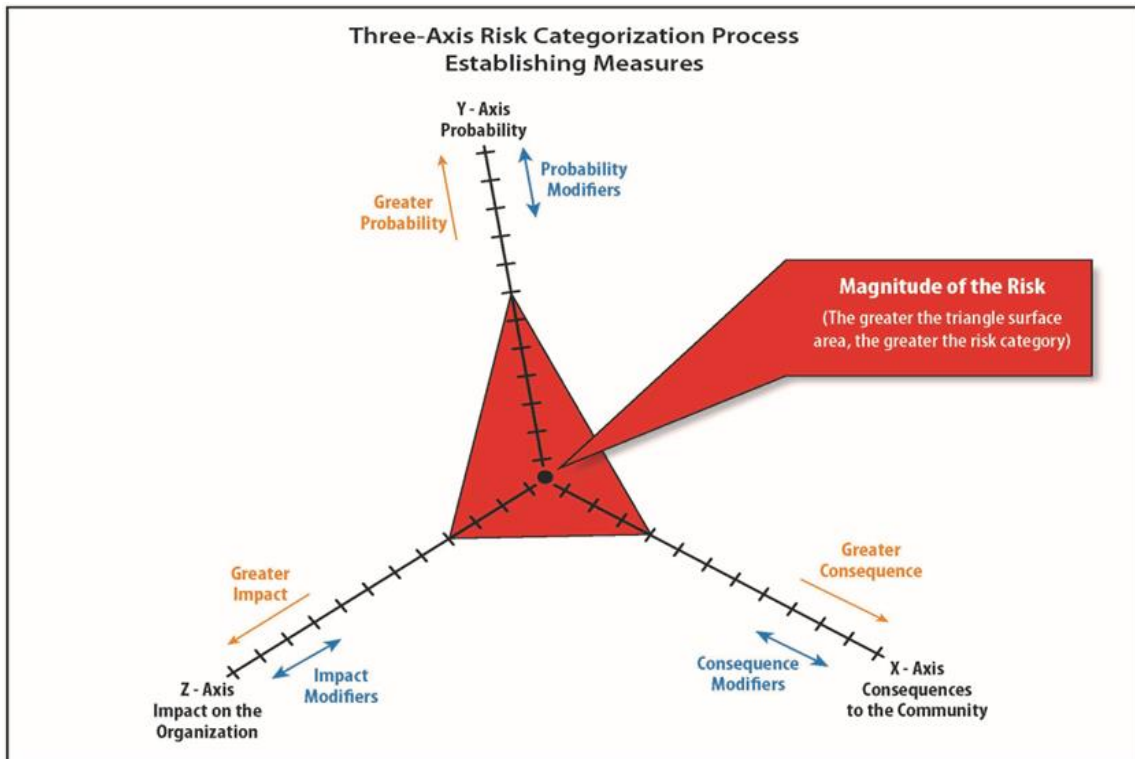 Three-Axis Risk Categorization Process
Establishing Measures
Y - Axis
Probability
Probability
Modifiers
Greater
Probability
Magnitude of the Risk
(The greater the triangle surface
area, the greater the risk category)
Greater
Consequence
Greater
Impact
Impact
Modifiers
Consequence
Modifiers
Z - Axis
Impact on the
Organization
X - Axis
Consequences
to the Community